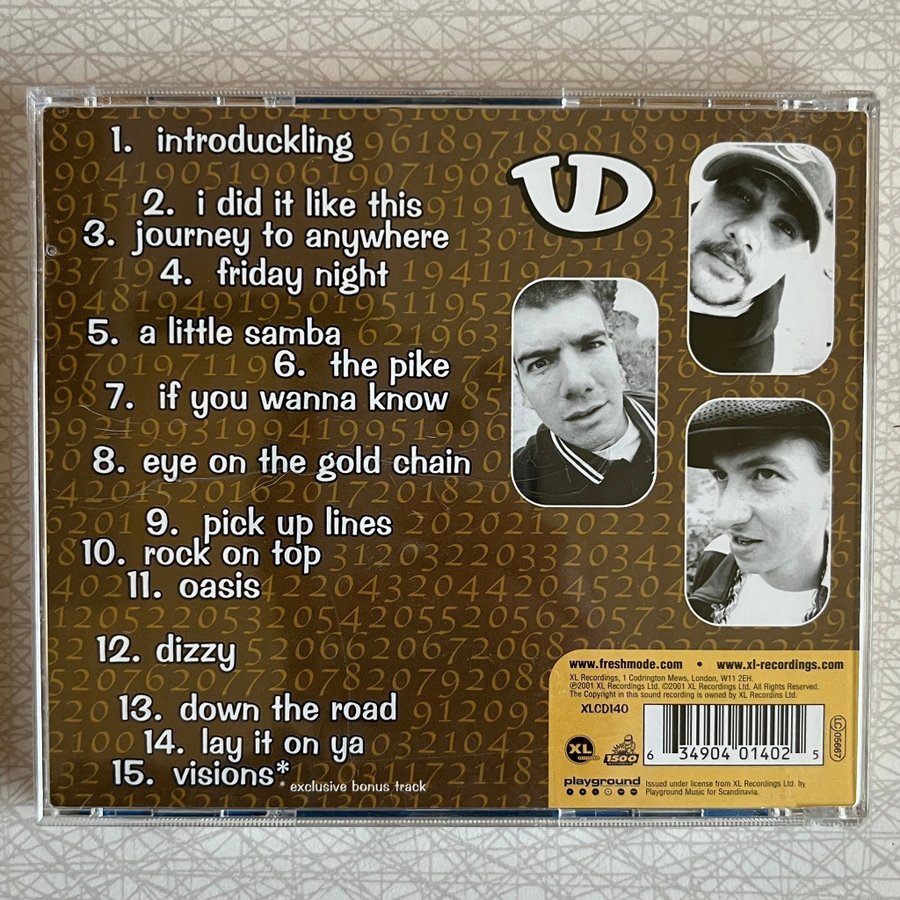 1. introduckling
2. i did it like this
3. journey to anywhere
4. friday night
5. a little samba
6. the pike
7. if you wanna know
8. eye on the gold chain
9. pick up lines
10. rock on top
11. oasis
12. dizzy
13. down the road
14. lay it on ya
15. visions*
* exclusive bonus track
UD
www.freshmode.com • www.xl-recordings.com
XL Recordings, 1 Codrington Mews, London, W11 2EH.
℗2001 XL Recordings Ltd. ©2001 XL Recordings Ltd. All Rights Reserved.
The Copyright in this sound recording is owned by XL Recordins Ltd.
XLCD140
LC 05667
6 34904 01402 5
XL
1500
playground
Issued under license from XL Recordings Ltd. by
Playground Music for Scandinavia.